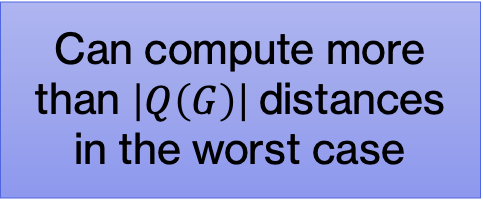 Can compute more
than |Q(G)| distances
in the worst case